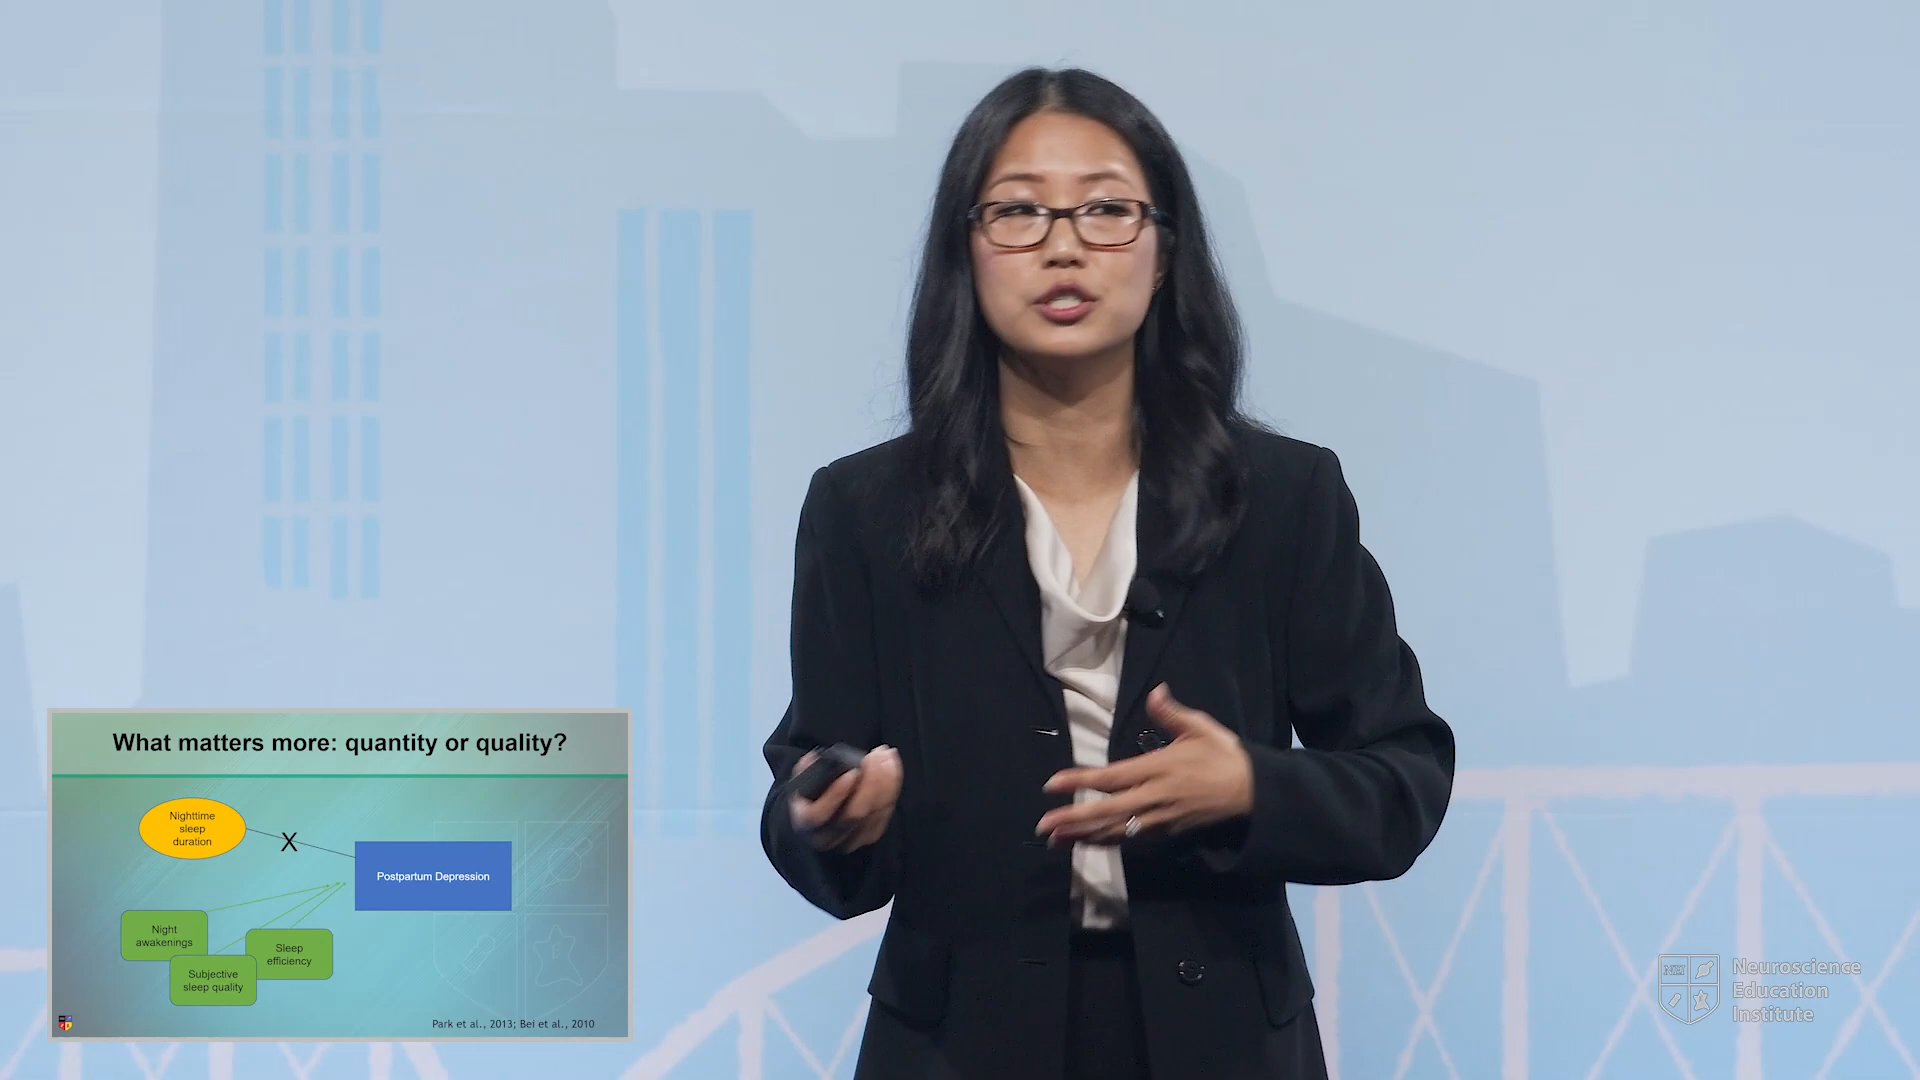 What matters more: quantity or quality?
Nighttime
sleep
duration
X
Postpartum Depression
Night
awakenings
Sleep
efficiency
Subjective
sleep quality
Park et al., 2013; Bei et al., 2010
NEI
Neuroscience
Education
Institute